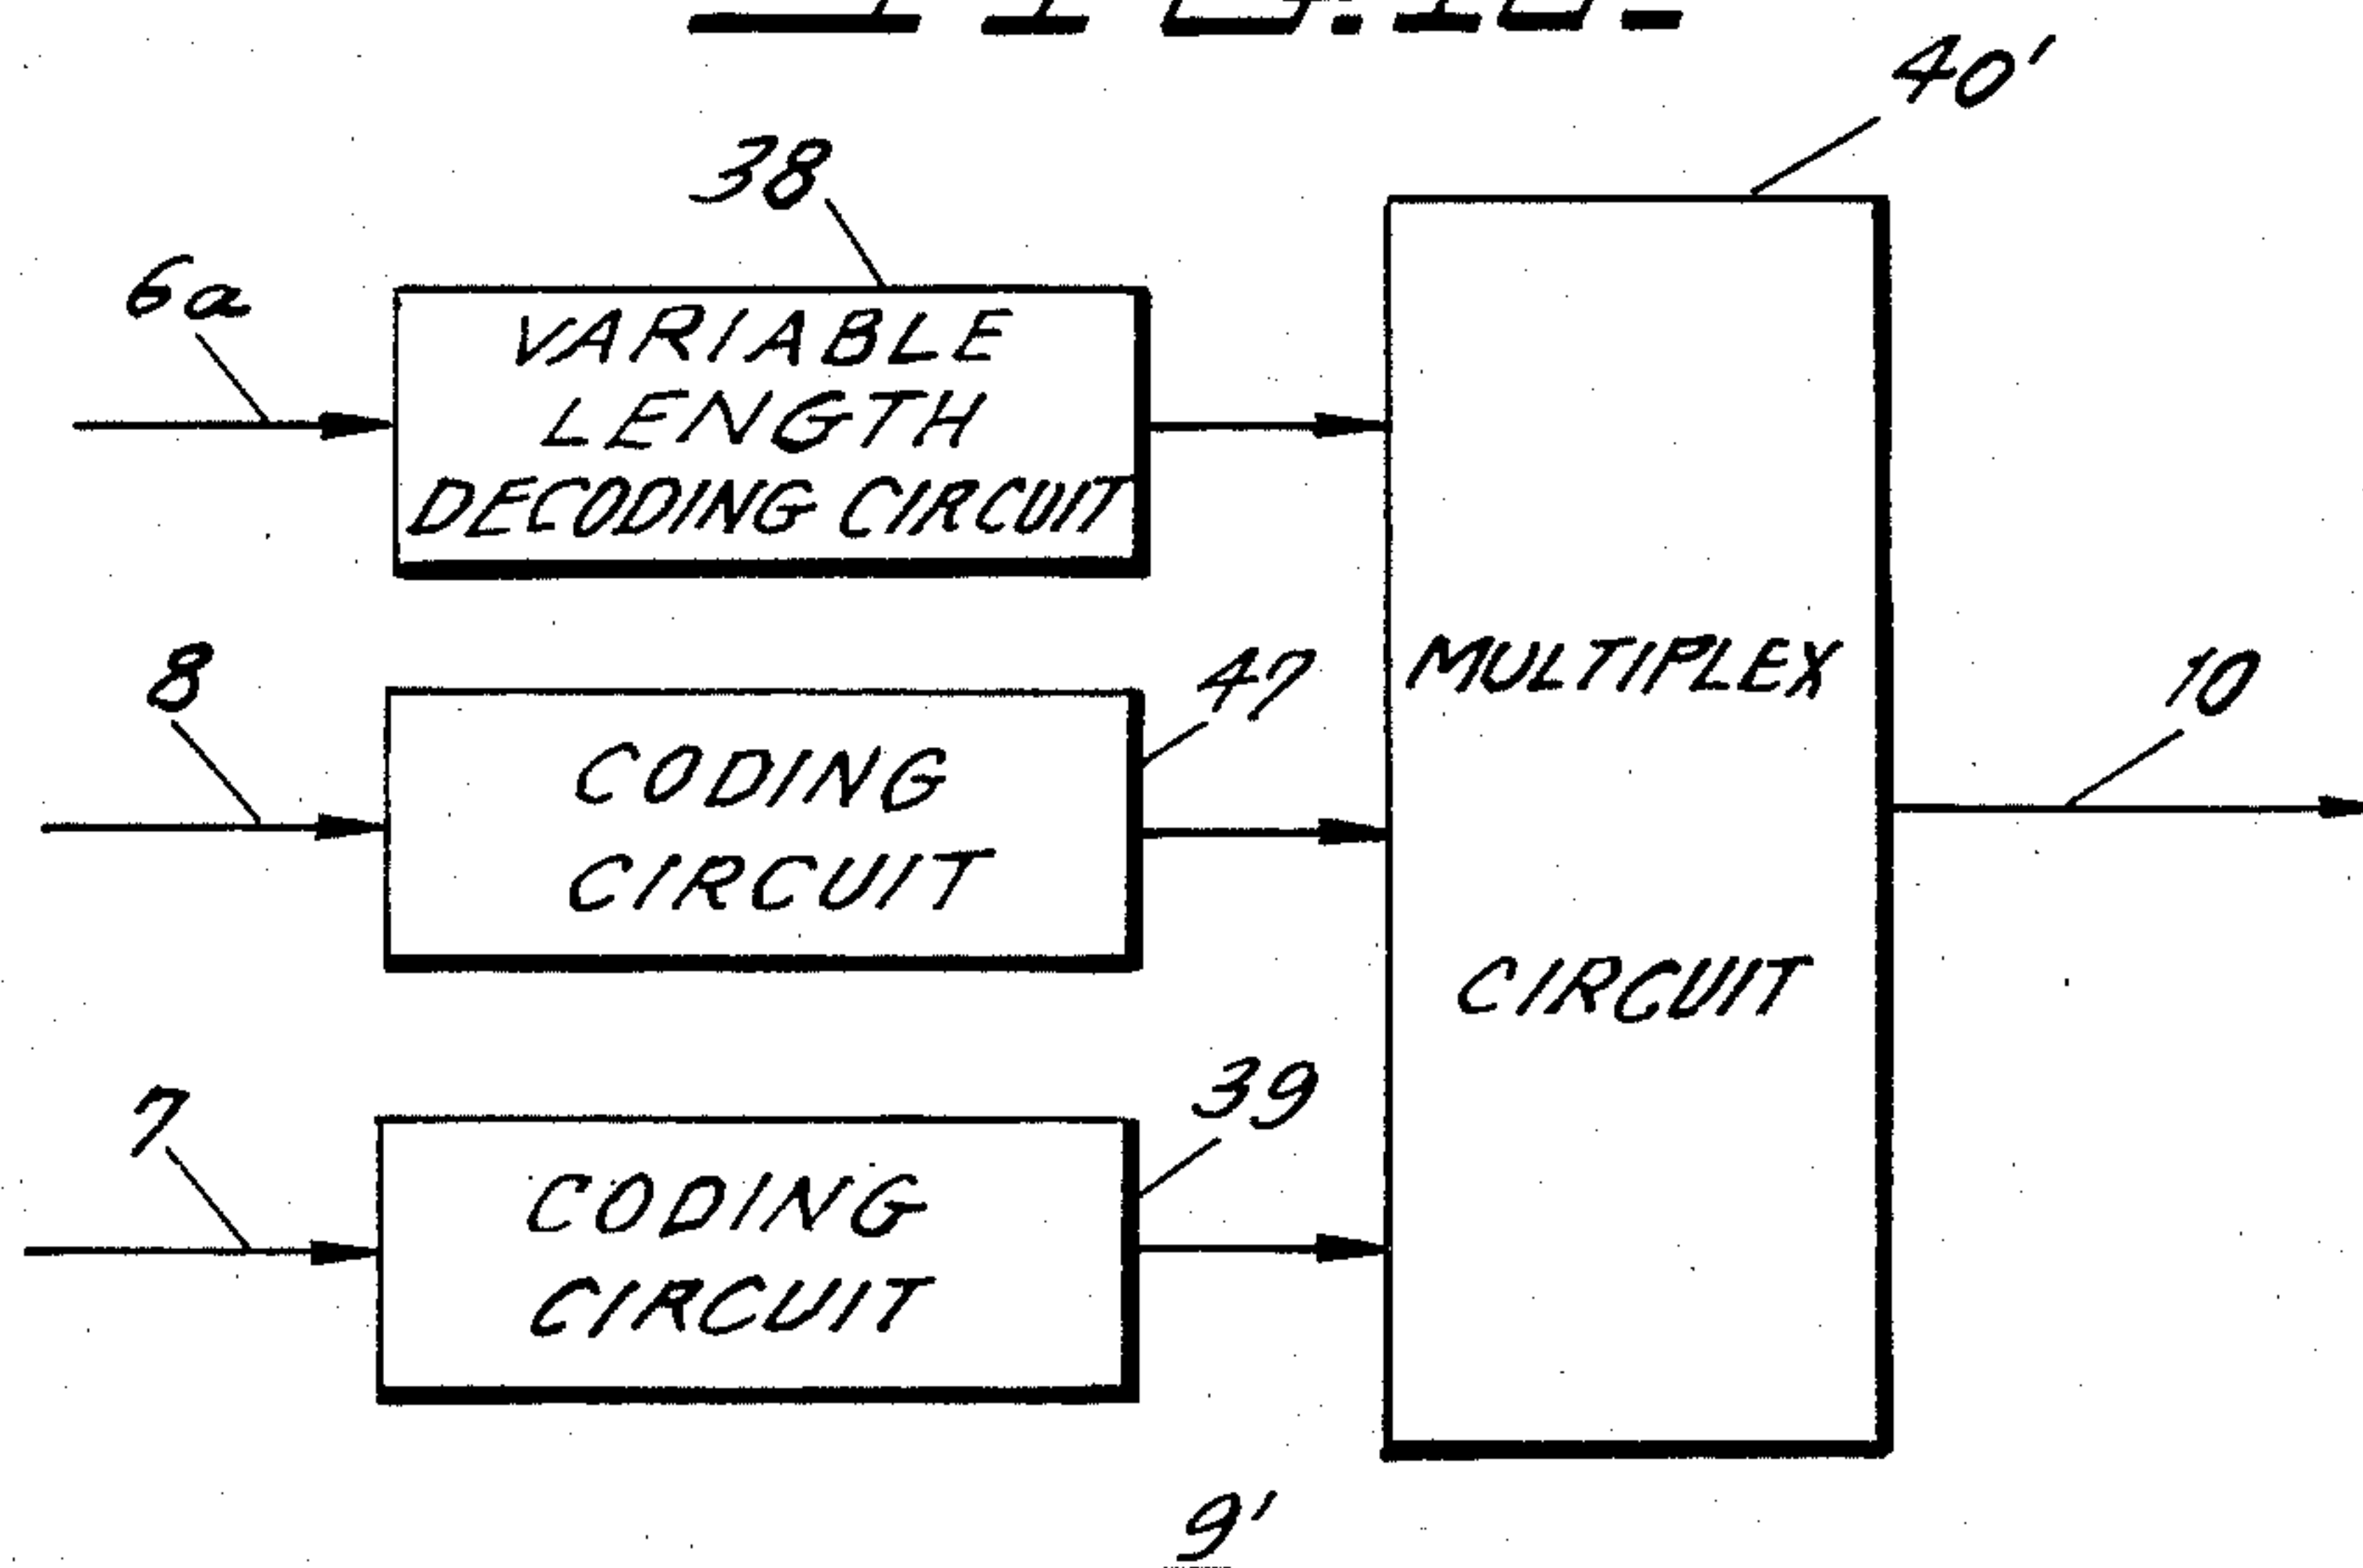 40'
38
6a
VARIABLE
LENGTH
DECODING CIRCUIT
8
47
MULTIPLEX
10
CODING
CIRCUIT
CIRCUIT
7
39
CODING
CIRCUIT
9'